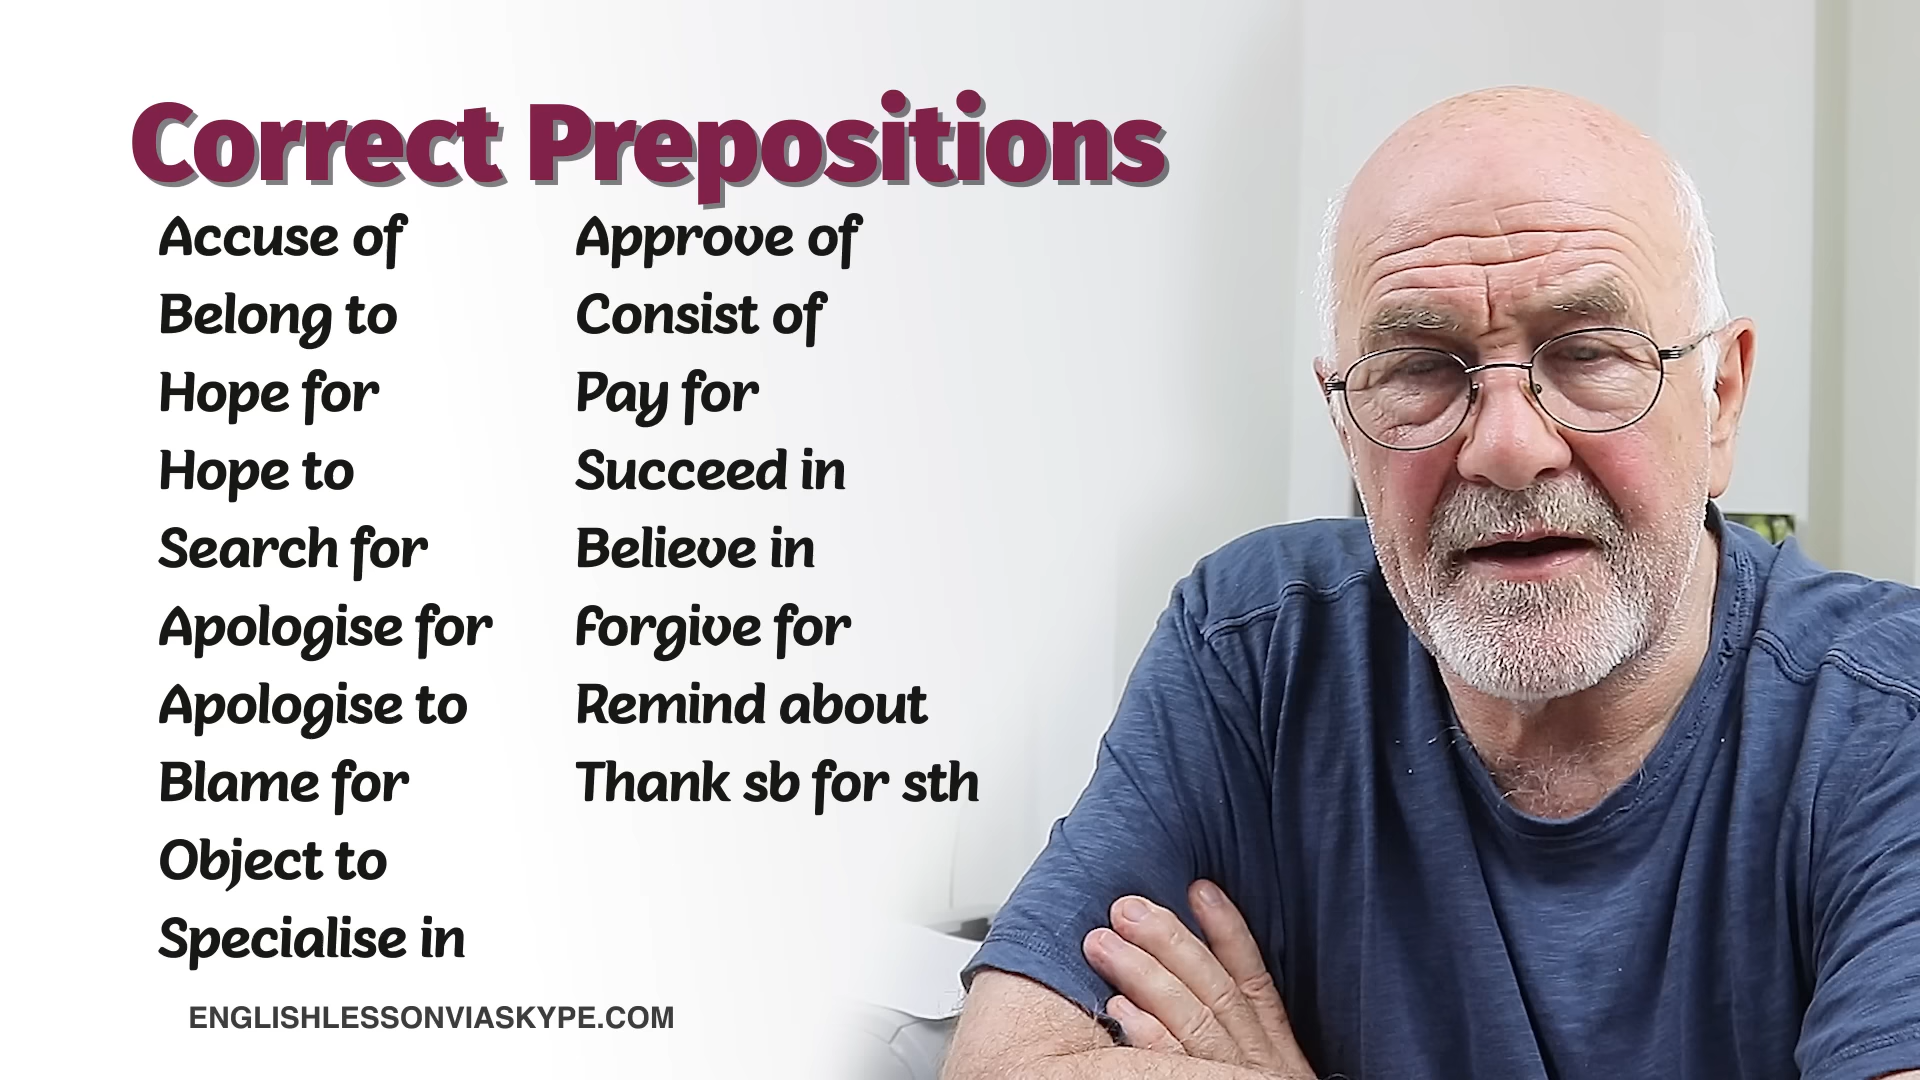 Correct Prepositions
Accuse of
Belong to
Hope for
Hope to
Search for
Apologise for
Apologise to
Blame for
Object to
Specialise in
Approve of
Consist of
Pay for
Succeed in
Believe in
forgive for
Remind about
Thank sb for sth
ENGLISHLESSONVIASKYPE.COM